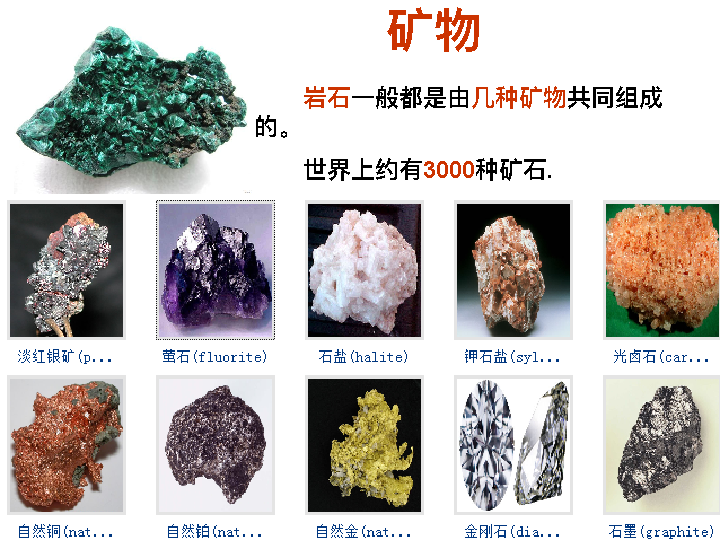 矿物
岩石一般都是由几种矿物共同组成
的。
世界上约有3000种矿石.
淡红银矿(p...
萤石(fluorite)
石盐(halite)
钾石盐(syl...
光卤石(car...
自然铜(nat...
自然铂(nat...
自然金(nat...
金刚石(dia...
石墨(graphite)